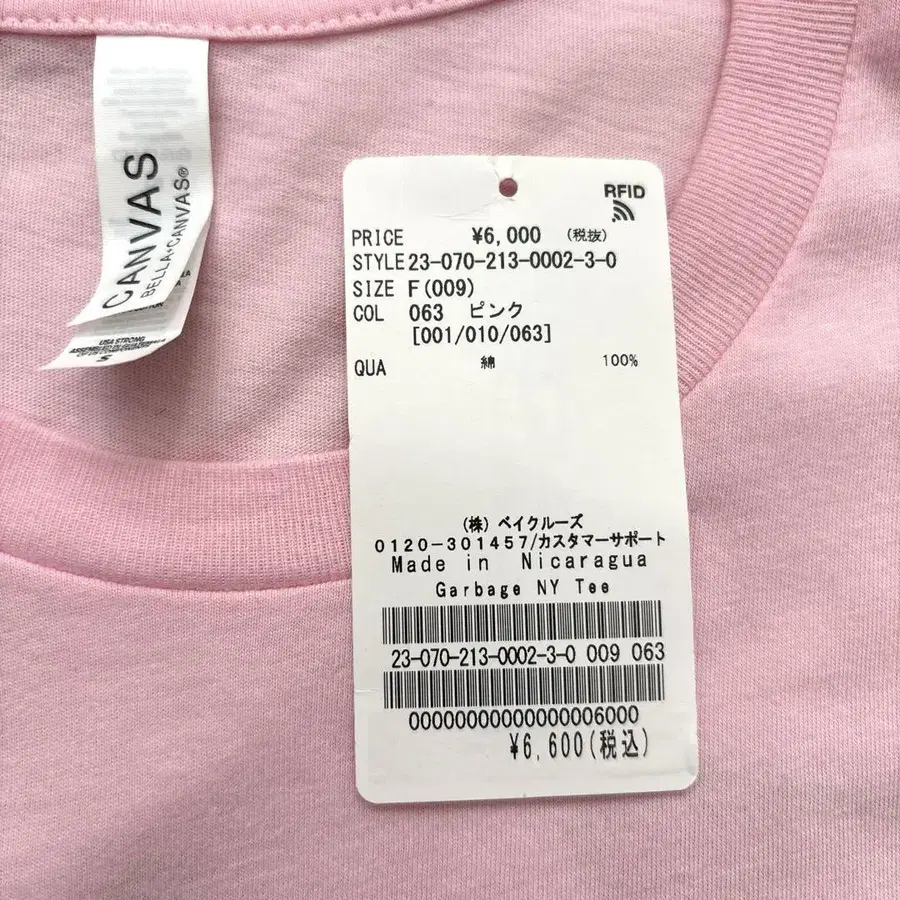 CANVAS
BELLA+CANVAS®
USA STRONG
S
RFID
PRICE ¥6,000 (税抜)
STYLE 23-070-213-0002-3-0
SIZE F(009)
COL 063 ピンク
[001/010/063]
QUA 綿 100%
(株) ベイクルーズ
0120-301457/カスタマーサポート
Made in Nicaragua
Garbage NY Tee
23-070-213-0002-3-0 009 063
00000000000000006000
¥6,600(税込)